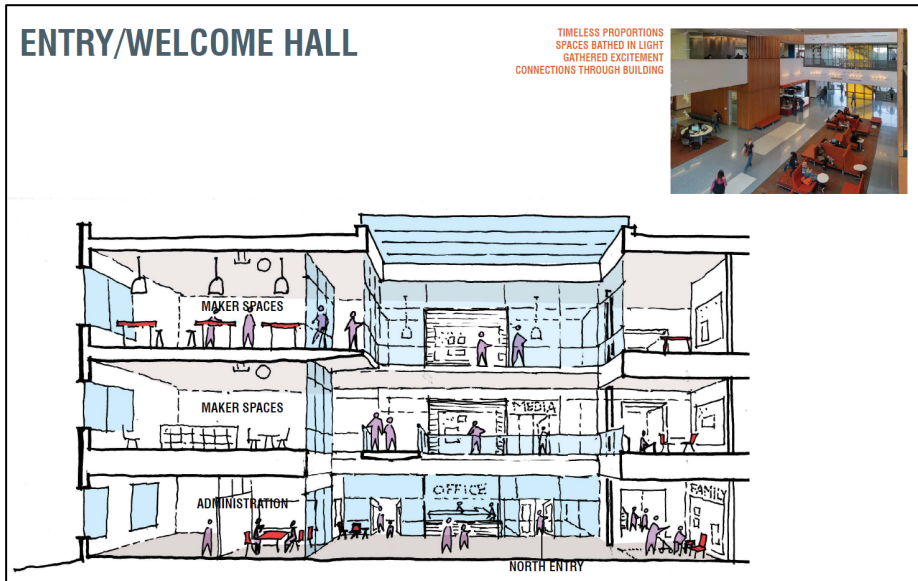 ENTRY/WELCOME HALL
TIMELESS PROPORTIONS
SPACES BATHED IN LIGHT
GATHERED EXCITEMENT
CONNECTIONS THROUGH BUILDING
MAKER SPACES
MAKER SPACES
MEDIA
ADMINISTRATION
OFFICE
FAMILY
NORTH ENTRY